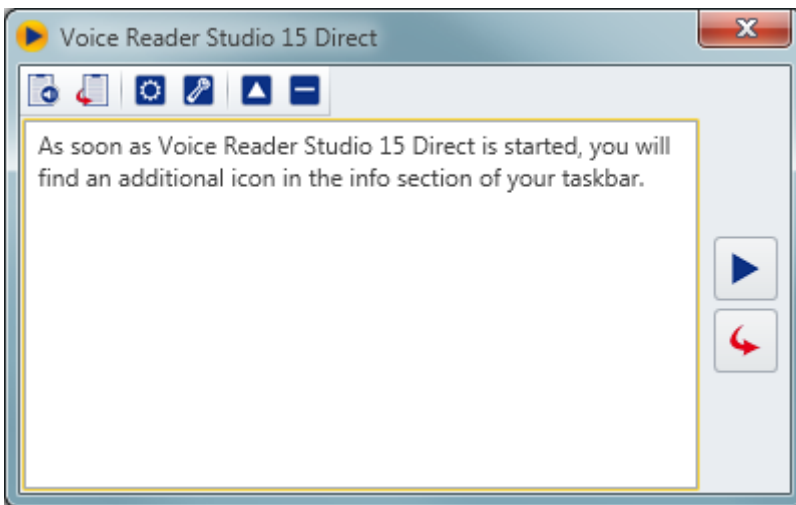 Voice Reader Studio 15 Direct
As soon as Voice Reader Studio 15 Direct is started, you will
find an additional icon in the info section of your taskbar.